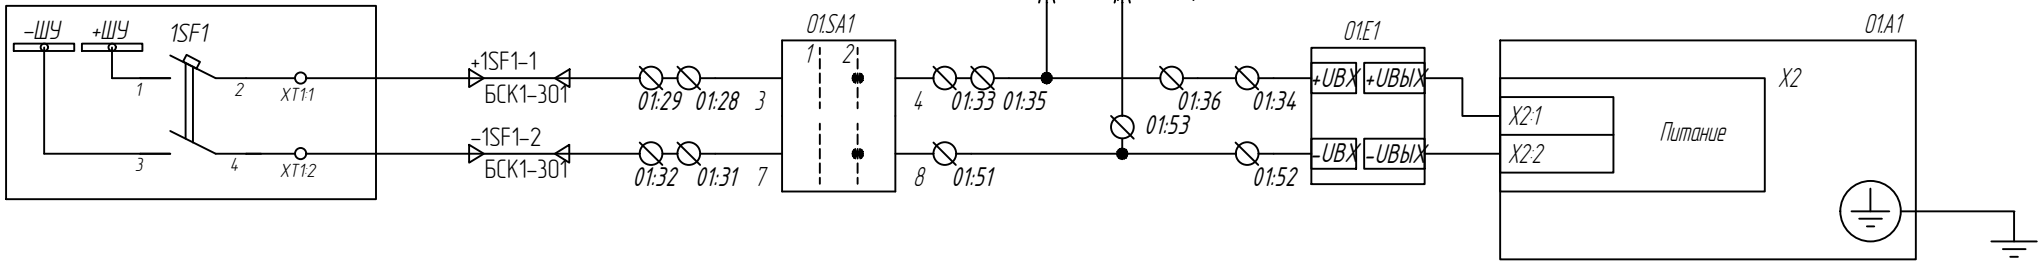 -ШУ +ШУ 1SF1
1 2 XT1:1
3 4 XT1:2
+1SF1-1
БСК1-301
-1SF1-2
БСК1-301
01:29 01:28 3
01:32 01:31 7
01.SA1
1 2
4 01:33 01:35 01:36 01:34
01:53
8 01:51 01:52
01.E1
+UВХ +UВЫХ
-UВХ -UВЫХ
01.A1
X2
X2:1
X2:2
Питание